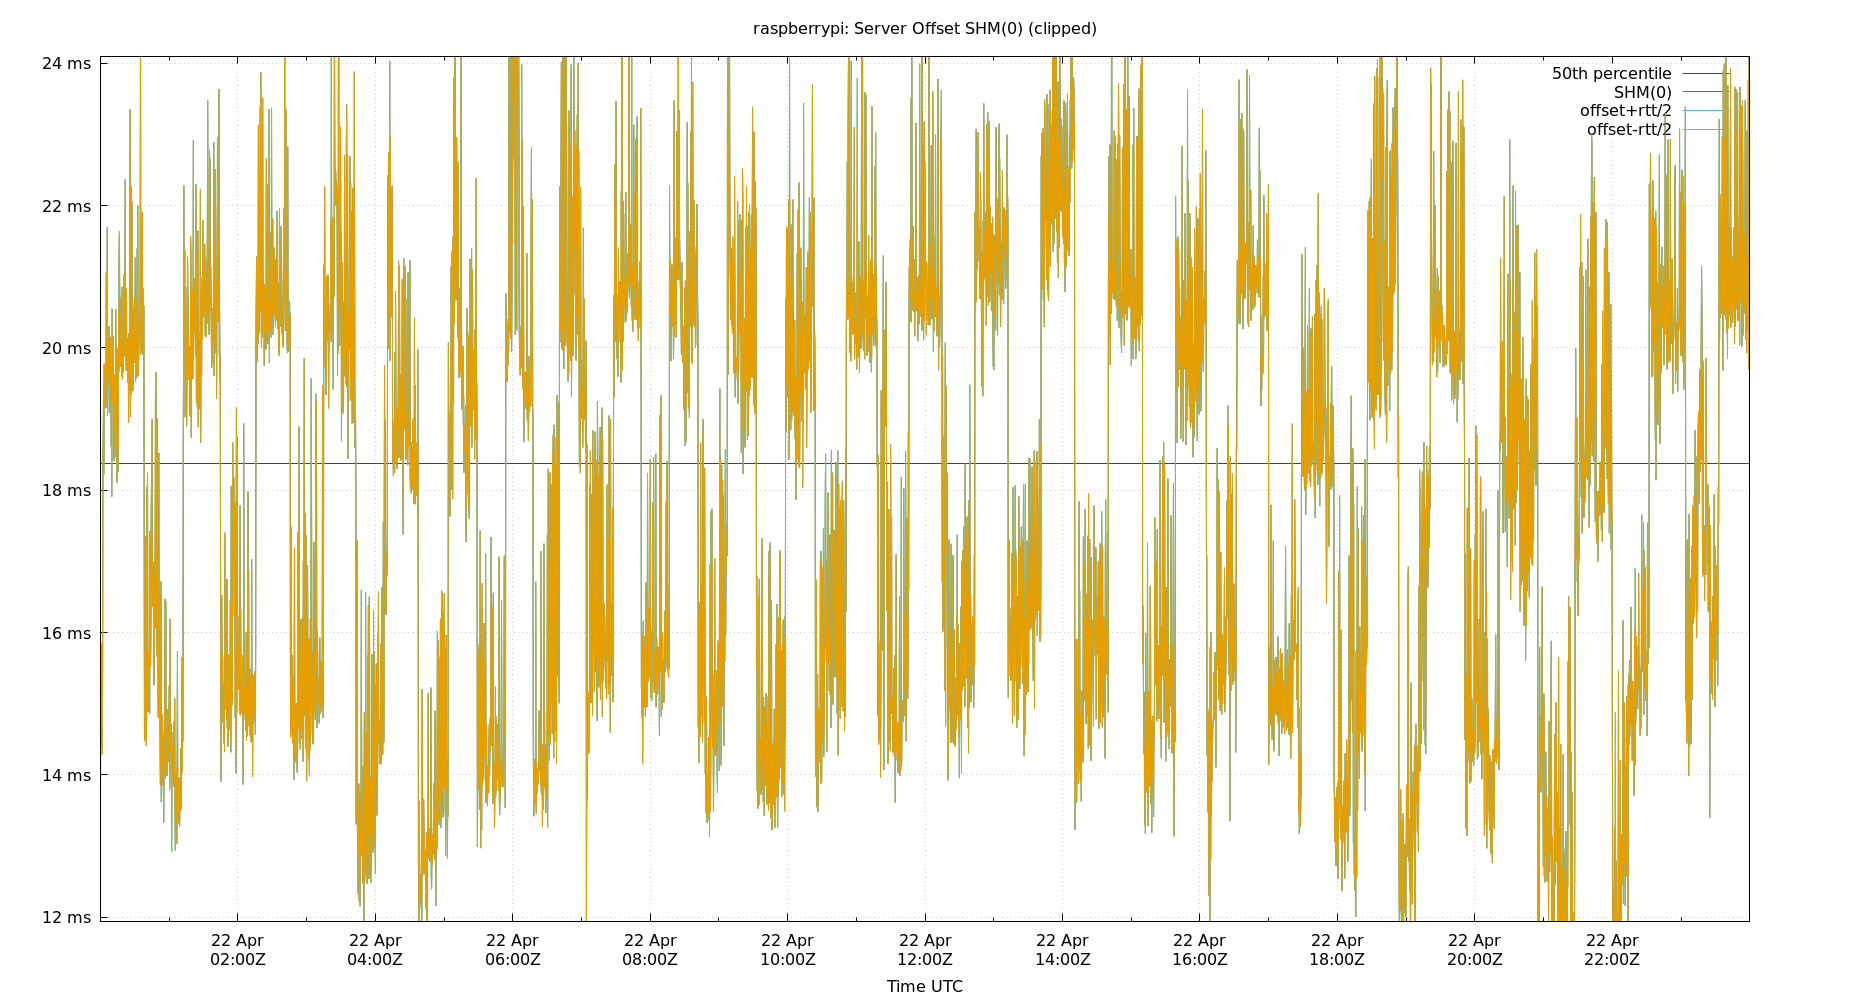 raspberrypi: Server Offset SHM(0) (clipped)
24 ms
22 ms
20 ms
18 ms
16 ms
14 ms
12 ms
50th percentile
SHM(0)
offset+rtt/2
offset-rtt/2
22 Apr
02:00Z
22 Apr
04:00Z
22 Apr
06:00Z
22 Apr
08:00Z
22 Apr
10:00Z
22 Apr
12:00Z
22 Apr
14:00Z
22 Apr
16:00Z
22 Apr
18:00Z
22 Apr
20:00Z
22 Apr
22:00Z
Time UTC